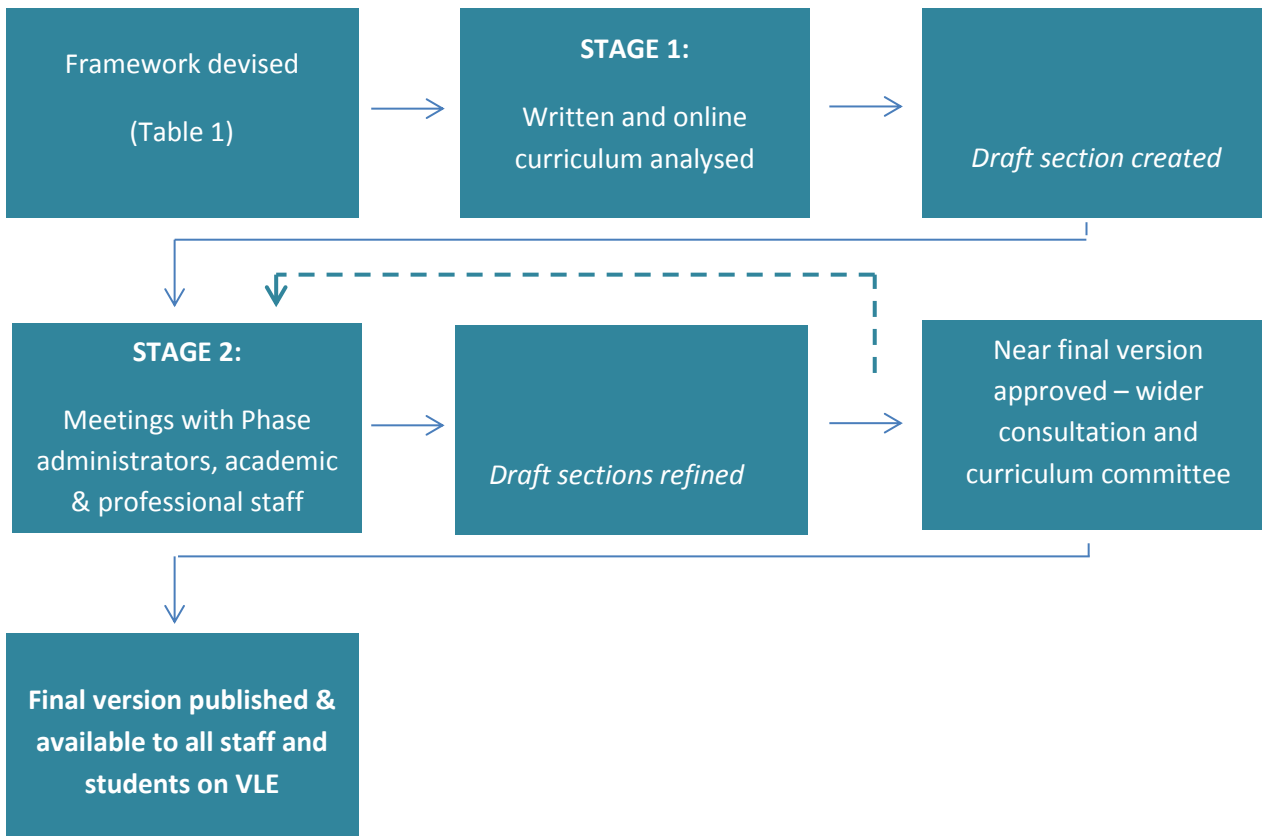 Framework devised
(Table 1)
STAGE 1:
Written and online
curriculum analysed
Draft section created
STAGE 2:
Meetings with Phase
administrators, academic
& professional staff
Draft sections refined
Near final version
approved – wider
consultation and
curriculum committee
Final version published &
available to all staff and
students on VLE